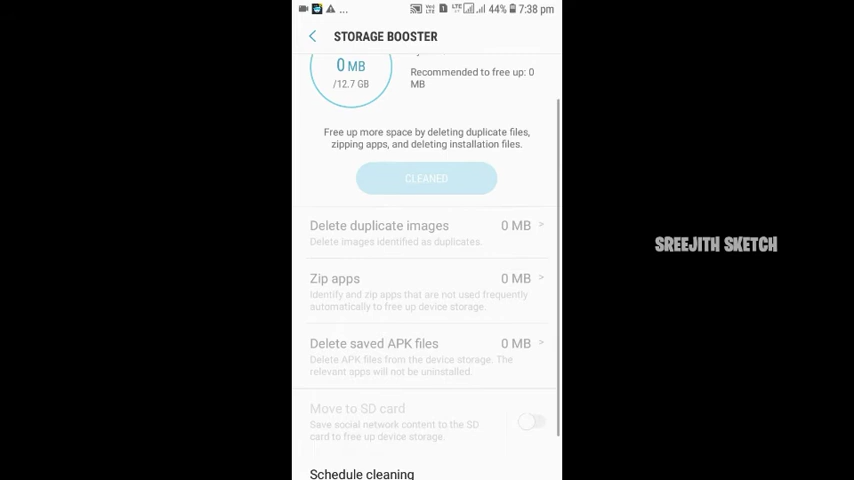 ... 44% 7:38 pm
STORAGE BOOSTER
0 MB
/12.7 GB
Recommended to free up: 0
MB
Free up more space by deleting duplicate files,
zipping apps, and deleting installation files.
CLEANED
Delete duplicate images 0 MB >
Delete images identified as duplicates.
Zip apps 0 MB >
Identify and zip apps that are not used frequently
automatically to free up device storage.
Delete saved APK files 0 MB >
Delete APK files from the device storage. The
relevant apps will not be uninstalled.
Move to SD card
Save social network content to the SD
card to free up device storage.
Schedule cleaning
SREEJITH SKETCH